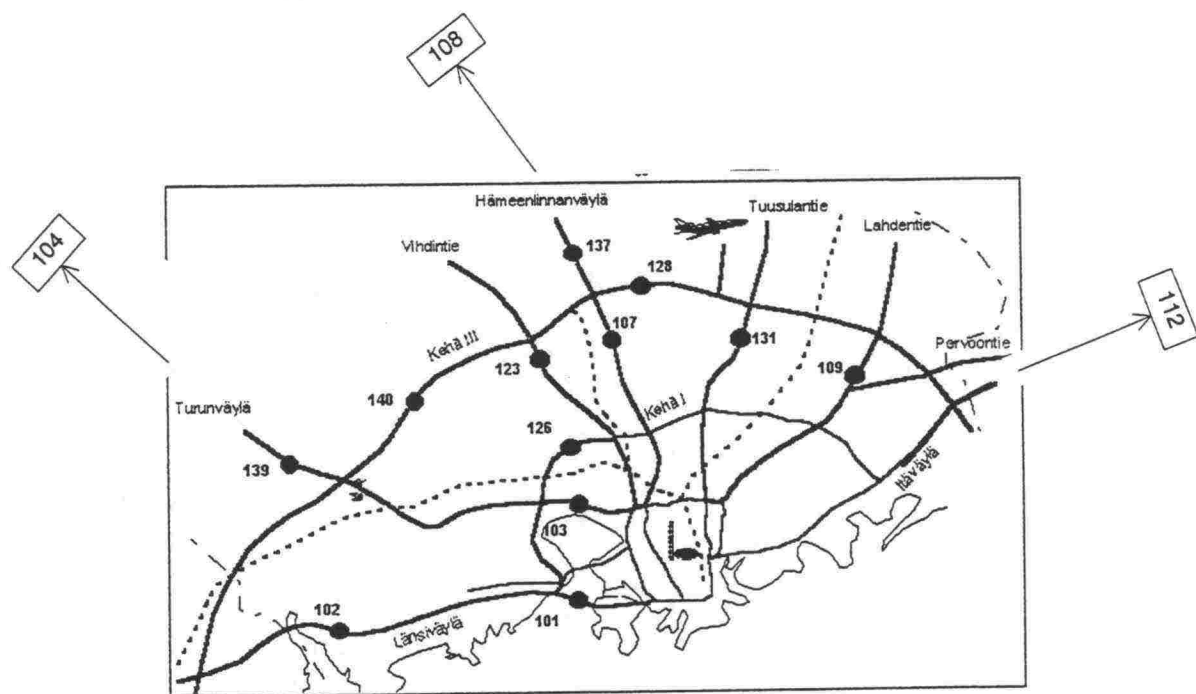 108
104
Hämeenlinnanväylä
Tuusulantie
Lahdentie
Vihdintie
137
128
112
107
131
Kehä III
123
Pervoontie
109
140
Turunväylä
Kehä I
126
139
Itäväylä
103
102
101
Länsiväylä